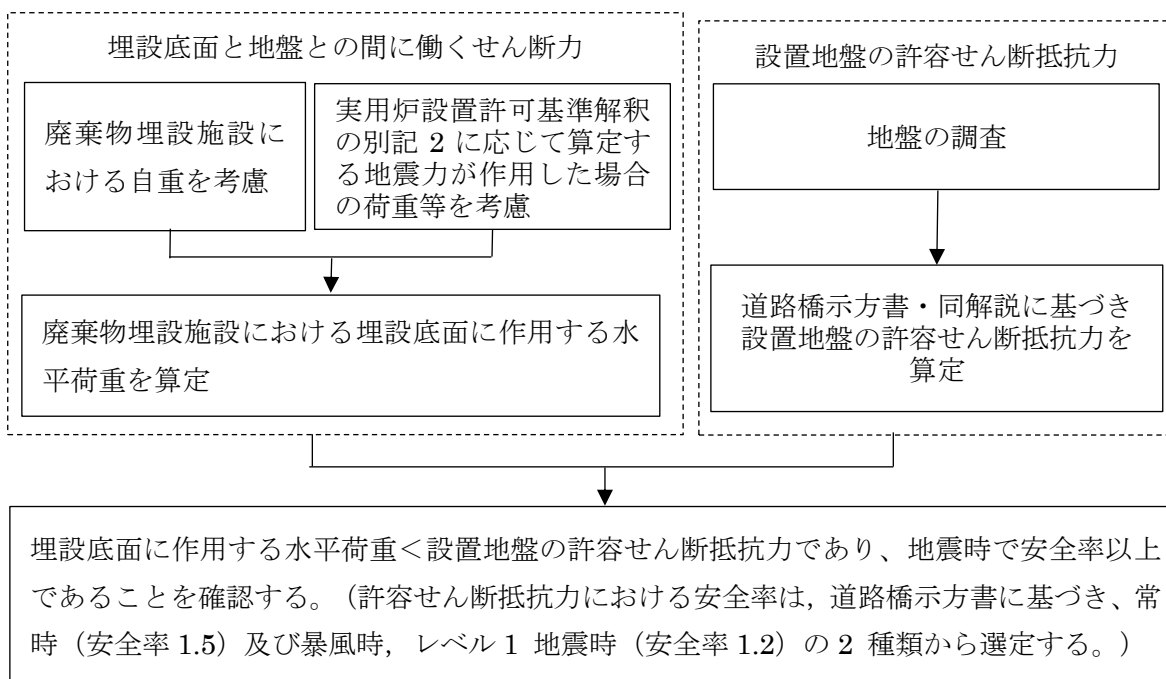 埋設底面と地盤との間に働くせん断力
廃棄物埋設施設に
おける自重を考慮
実用炉設置許可基準解釈
の別記 2 に応じて算定す
る地震力が作用した場合
の荷重等を考慮
廃棄物埋設施設における埋設底面に作用する水
平荷重を算定
設置地盤の許容せん断抵抗力
地盤の調査
道路橋示方書・同解説に基づき
設置地盤の許容せん断抵抗力を
算定
埋設底面に作用する水平荷重＜設置地盤の許容せん断抵抗力であり、地震時で安全率以上
であることを確認する。（許容せん断抵抗力における安全率は，道路橋示方書に基づき、常
時（安全率 1.5）及び暴風時，レベル 1 地震時（安全率 1.2）の 2 種類から選定する。）